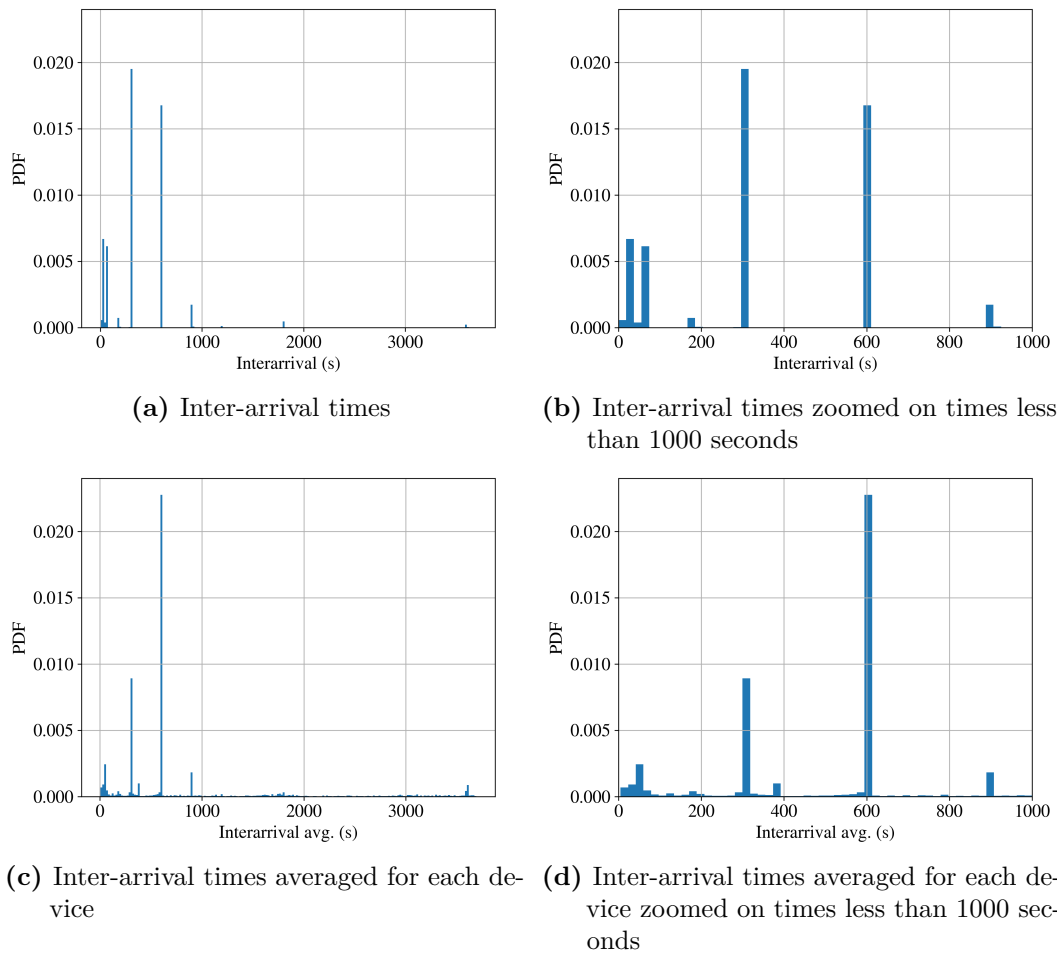 0.020
0.015
0.010
0.005
0.000
PDF
0 1000 2000 3000
Interarrival (s)
(a) Inter-arrival times
0.020
0.015
0.010
0.005
0.000
PDF
0 200 400 600 800 1000
Interarrival (s)
(b) Inter-arrival times zoomed on times less
than 1000 seconds
0.020
0.015
0.010
0.005
0.000
PDF
0 1000 2000 3000
Interarrival avg. (s)
(c) Inter-arrival times averaged for each de-
vice
0.020
0.015
0.010
0.005
0.000
PDF
0 200 400 600 800 1000
Interarrival avg. (s)
(d) Inter-arrival times averaged for each de-
vice zoomed on times less than 1000 sec-
onds